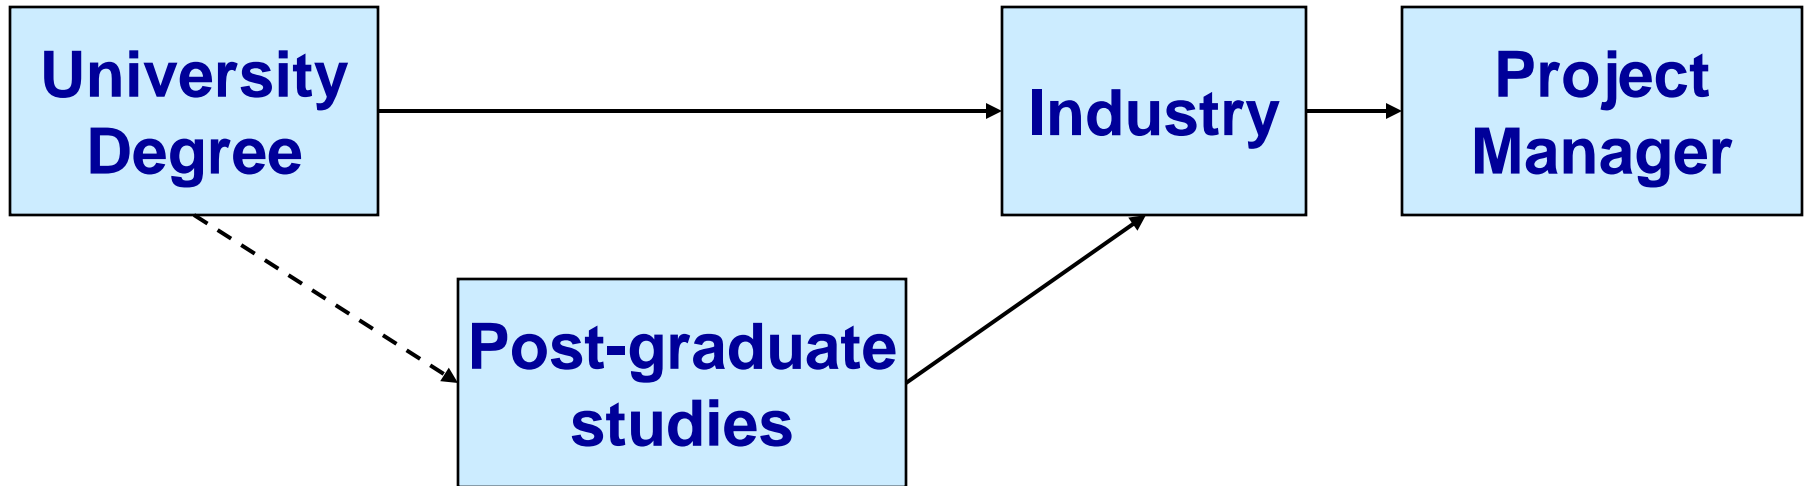 University
Degree
Industry
Project
Manager
Post-graduate
studies